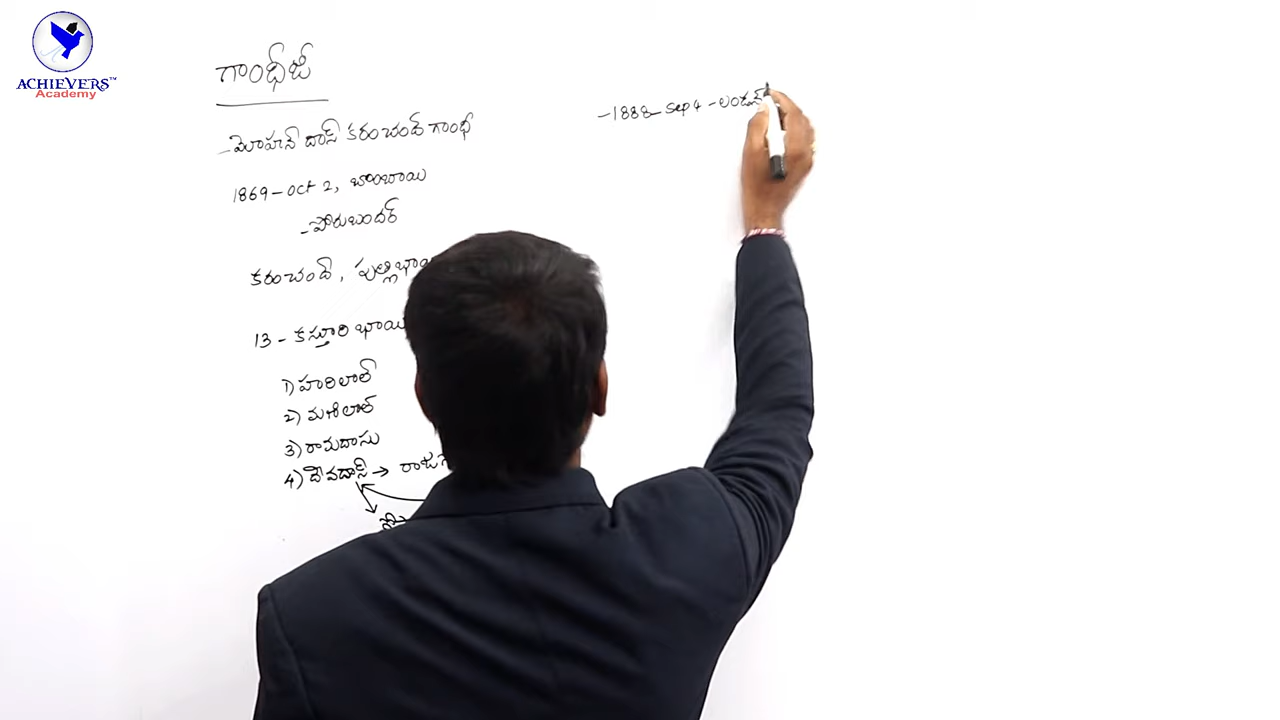 ACHIEVERS™
Academy
గాంధీజీ
- మోహన్ దాస్ కరంచంద్ గాంధీ
1869 - oct 2, బాంబాయి
- పోరుబందర్
కరంచంద్, పుత్లిభాయి
13 - కస్తూరి భాయి
1) హరిలాల్
2) మణిలాల్
3) రామదాసు
4) దేవదాస్ →
- 1888 - sep 4 - లండన్